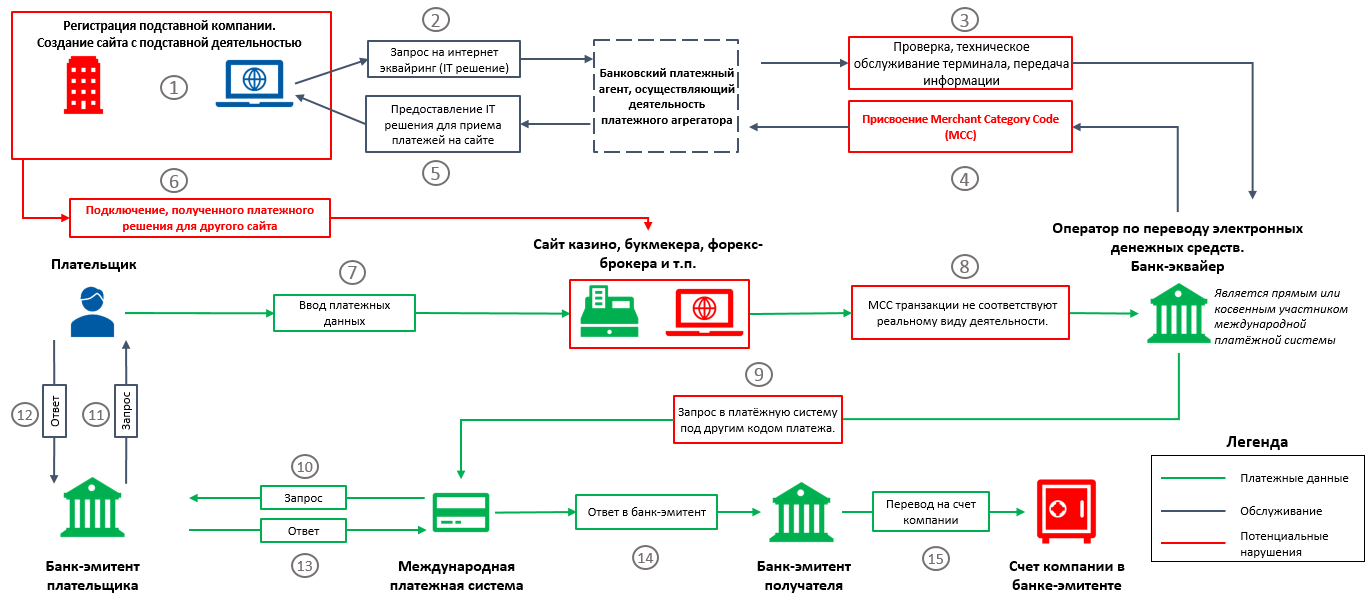 Регистрация подставной компании.
Создание сайта с подставной деятельностью
1
2
Запрос на интернет
эквайринг (IT решение)
Предоставление IT
решения для приема
платежей на сайте
5
Банковский платежный
агент, осуществляющий
деятельность
платежного агрегатора
3
Проверка, техническое
обслуживание терминала, передача
информации
Присвоение Merchant Category Code
(MCC)
4
6
Подключение, полученного платежного
решения для другого сайта
Плательщик
7
Ввод платежных
данных
Сайт казино, букмекера, форекс-
брокера и т.п.
8
MCC транзакции не соответствуют
реальному виду деятельности.
Оператор по переводу электронных
денежных средств.
Банк-эквайер
Является прямым или
косвенным участником
международной
платёжной системы
9
Запрос в платёжную систему
под другим кодом платежа.
12
Ответ
11
Запрос
10
Запрос
Ответ
13
Банк-эмитент
плательщика
Международная
платежная система
Ответ в банк-эмитент
14
Банк-эмитент
получателя
Перевод на счет
компании
15
Счет компании в
банке-эмитенте
Легенда
Платежные данные
Обслуживание
Потенциальные
нарушения